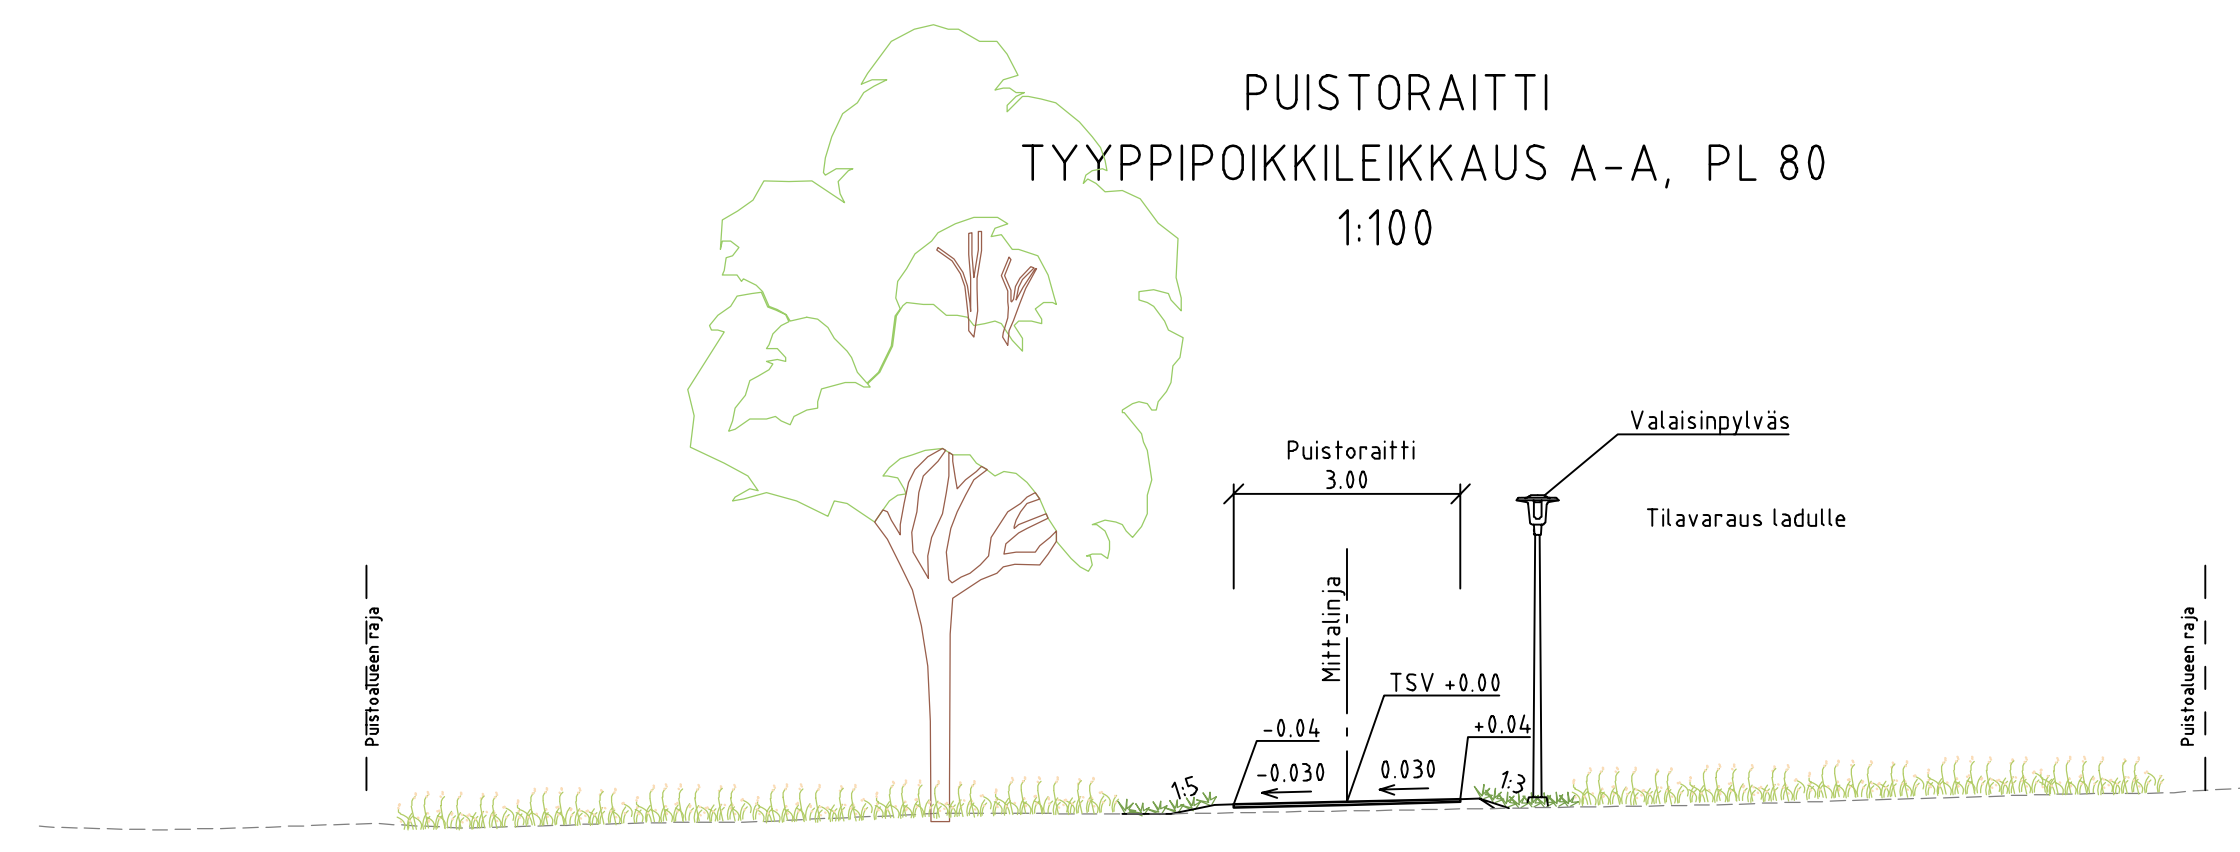 PUISTORAITTI
TYYPPIPOIKKILEIKKAUS A-A, PL 80
1:100
Valaisinpylväs
Puistoraitti
3.00
Tilavaraus ladulle
Puistoalueen raja
Mittalinja
Puistoalueen raja
TSV +0.00
-0.04
+0.04
-0.030
0.030
1:5
1:3